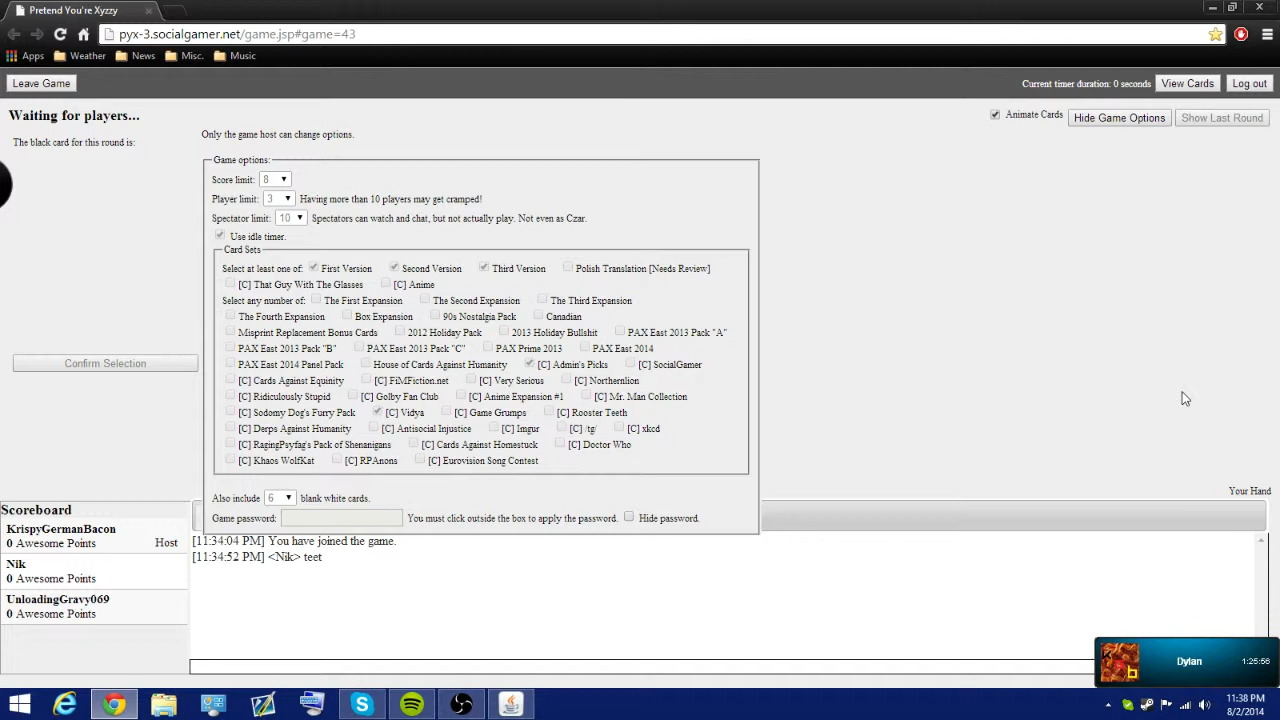 Pretend You're Xyzzy
pyx-3.socialgamer.net/game.jsp#game=43
Apps Weather News Misc. Music
Leave Game Current timer duration: 0 seconds View Cards Log out
Waiting for players... Animate Cards Hide Game Options Show Last Round
The black card for this round is: Only the game host can change options.
Game options:
Score limit: 8
Player limit: 3 Having more than 10 players may get cramped!
Spectator limit: 10 Spectators can watch and chat, but not actually play. Not even as Czar.
Use idle timer.
Card Sets
Select at least one of: First Version Second Version Third Version Polish Translation [Needs Review]
[C] That Guy With The Glasses [C] Anime
Select any number of: The First Expansion The Second Expansion The Third Expansion
The Fourth Expansion Box Expansion 90s Nostalgia Pack Canadian
Misprint Replacement Bonus Cards 2012 Holiday Pack 2013 Holiday Bullshit PAX East 2013 Pack "A"
PAX East 2013 Pack "B" PAX East 2013 Pack "C" PAX Prime 2013 PAX East 2014
PAX East 2014 Panel Pack House of Cards Against Humanity [C] Admin's Picks [C] SocialGamer
Confirm Selection
[C] Cards Against Equinity [C] FiMFiction.net [C] Very Serious [C] Northernlion
[C] Ridiculously Stupid [C] Golby Fan Club [C] Anime Expansion #1 [C] Mr. Man Collection
[C] Sodomy Dog's Furry Pack [C] Vidya [C] Game Grumps [C] Rooster Teeth
[C] Derps Against Humanity [C] Antisocial Injustice [C] Imgur [C] /tg/ [C] xkcd
[C] RagingPsyfag's Pack of Shenanigans [C] Cards Against Homestuck [C] Doctor Who
[C] Khaos WolfKat [C] RPAnons [C] Eurovision Song Contest
Also include 6 blank white cards.
Your Hand
Game password: You must click outside the box to apply the password. Hide password.
Scoreboard
KrispyGermanBacon
0 Awesome Points Host
Nik
0 Awesome Points
UnloadingGravy069
0 Awesome Points
[11:34:04 PM] You have joined the game.
[11:34:52 PM] <Nik> teet
Dylan 1:25:56
11:38 PM
8/2/2014